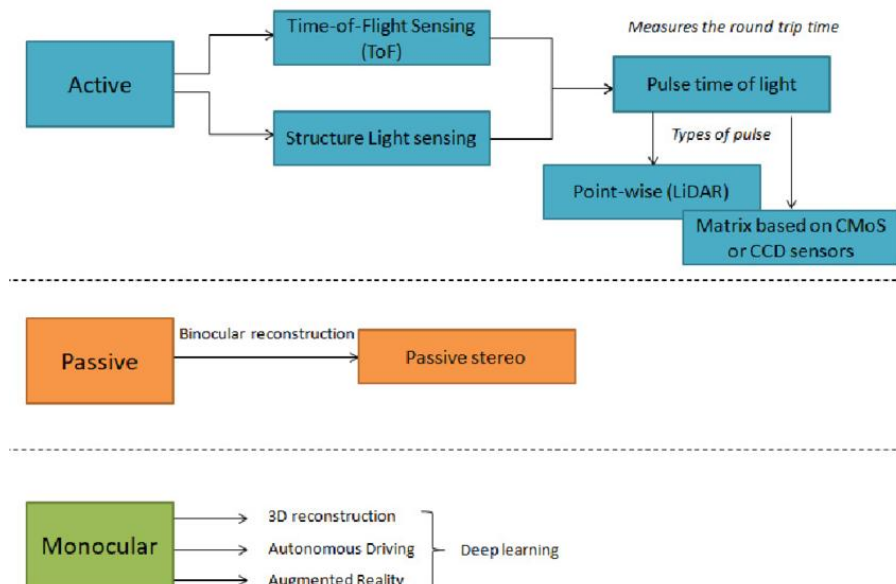 Time-of-Flight Sensing
(ToF)
Measures the round trip time
Active
Pulse time of light
Structure Light sensing
Types of pulse
Point-wise (LiDAR)
Matrix based on CMoS
or CCD sensors
Binocular reconstruction
Passive
Passive stereo
3D reconstruction
Monocular
Autonomous Driving
Deep learning
Augmented Reality